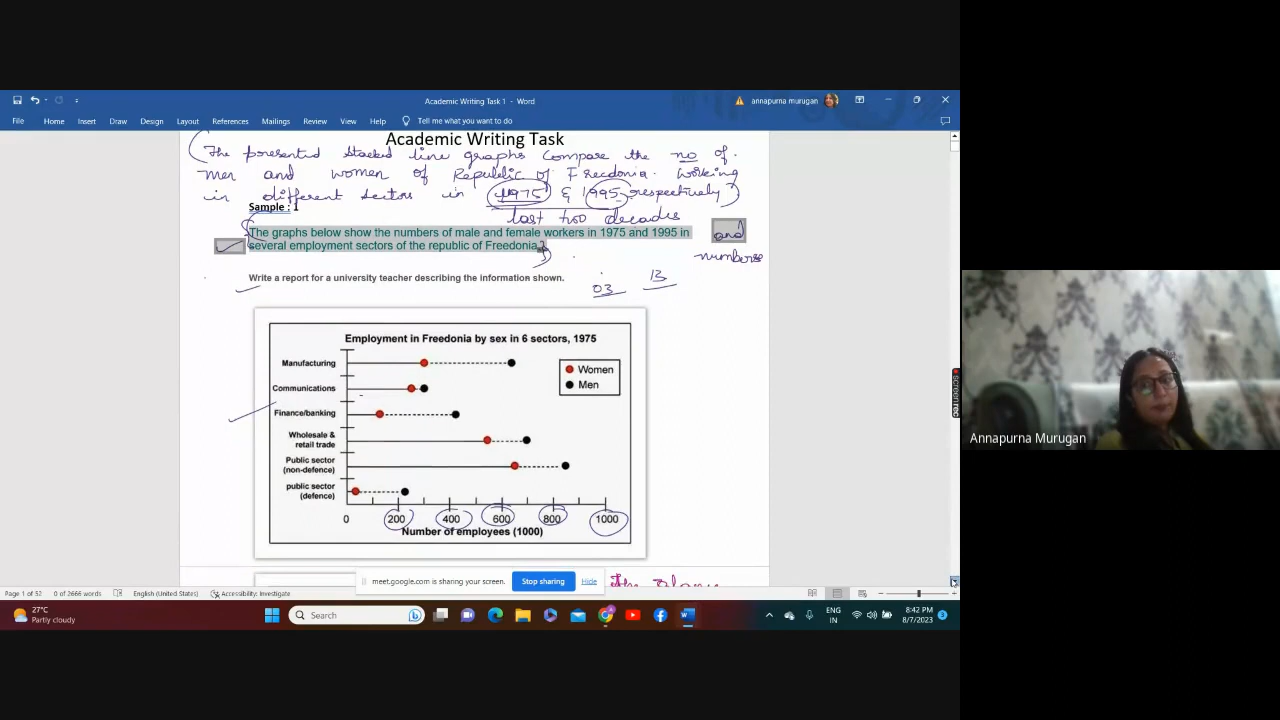 Academic Writing Task 1 - Word
annapurna murugan
File Home Insert Draw Design Layout References Mailings Review View Help Tell me what you want to do
Academic Writing Task
The presented stacked line graphs compare the no of
men and women of Republic of Freedonia. Working
in different sectors in 1975 & 1995 respectively
last two decades
Sample : 1
The graphs below show the numbers of male and female workers in 1975 and 1995 in
several employment sectors of the republic of Freedonia.
and
numbers
Write a report for a university teacher describing the information shown.
03 13
Employment in Freedonia by sex in 6 sectors, 1975
Women
Men
Manufacturing
Communications
Finance/banking
Wholesale &
retail trade
Public sector
(non-defence)
public sector
(defence)
0 200 400 600 800 1000
Number of employees (1000)
meet.google.com is sharing your screen. Stop sharing Hide
Page 1 of 52 0 of 2666 words English (United States) Accessibility: Investigate
27°C
Partly cloudy
Search
ENG
IN
8:42 PM
8/7/2023
screen rec
Annapurna Murugan